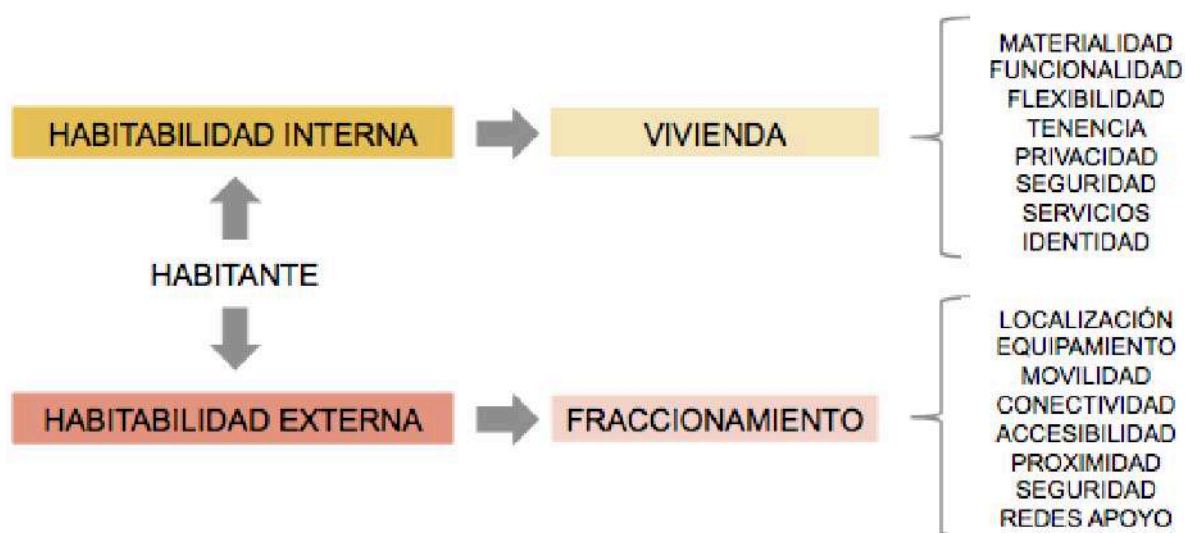 HABITABILIDAD INTERNA
VIVIENDA
MATERIALIDAD
FUNCIONALIDAD
FLEXIBILIDAD
TENENCIA
PRIVACIDAD
SEGURIDAD
SERVICIOS
IDENTIDAD
HABITANTE
HABITABILIDAD EXTERNA
FRACCIONAMIENTO
LOCALIZACIÓN
EQUIPAMIENTO
MOVILIDAD
CONECTIVIDAD
ACCESIBILIDAD
PROXIMIDAD
SEGURIDAD
REDES APOYO